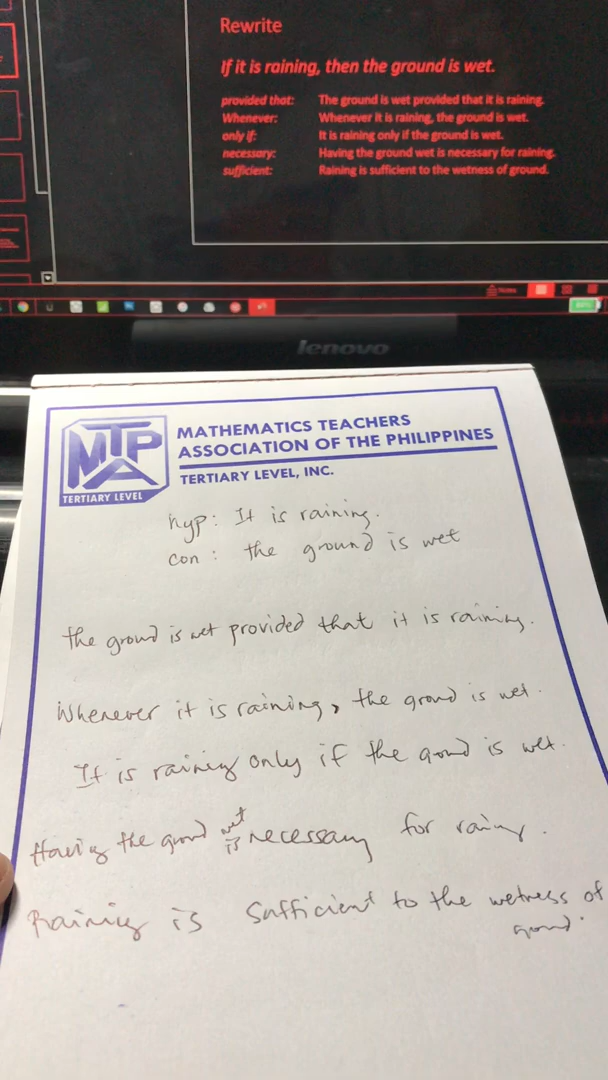 Rewrite
If it is raining, then the ground is wet.
provided that: The ground is wet provided that it is raining.
Whenever: Whenever it is raining, the ground is wet.
only if: It is raining only if the ground is wet.
necessary: Having the ground wet is necessary for raining.
sufficient: Raining is sufficient to the wetness of ground.
lenovo
MTAP
TERTIARY LEVEL
MATHEMATICS TEACHERS
ASSOCIATION OF THE PHILIPPINES
TERTIARY LEVEL, INC.
hyp: It is raining.
con: the ground is wet
the ground is wet provided that it is raining.
Whenever it is raining, the ground is wet.
It is raining only if the ground is wet.
Having the ground wet is necessary for raining.
Raining is sufficient to the wetness of
ground.